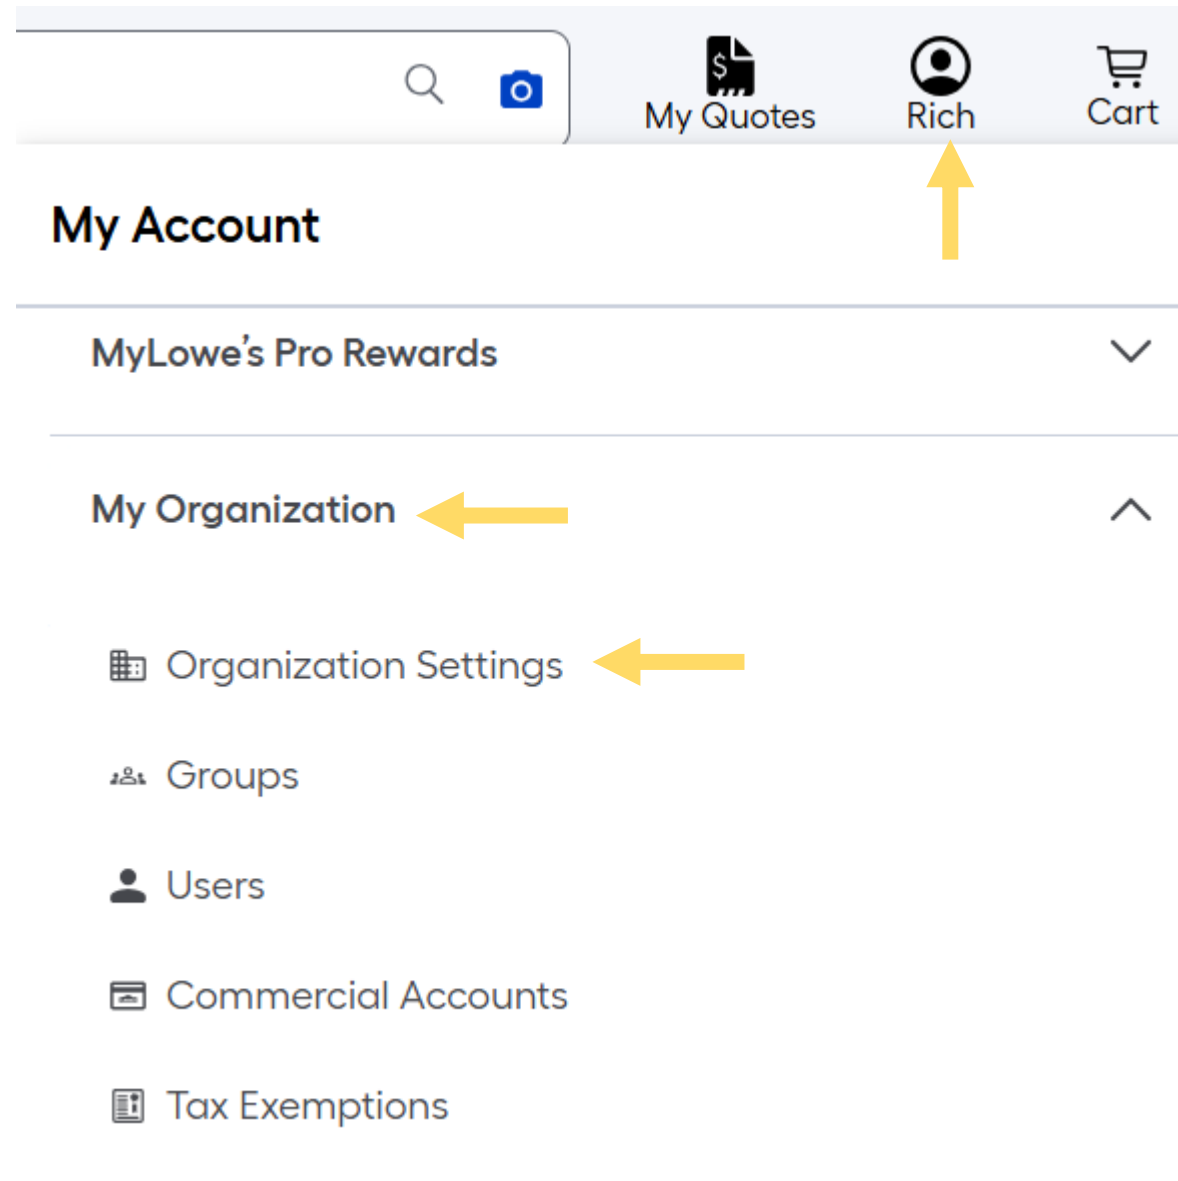 My Quotes
Rich
Cart
My Account
MyLowe’s Pro Rewards
My Organization
Organization Settings
Groups
Users
Commercial Accounts
Tax Exemptions